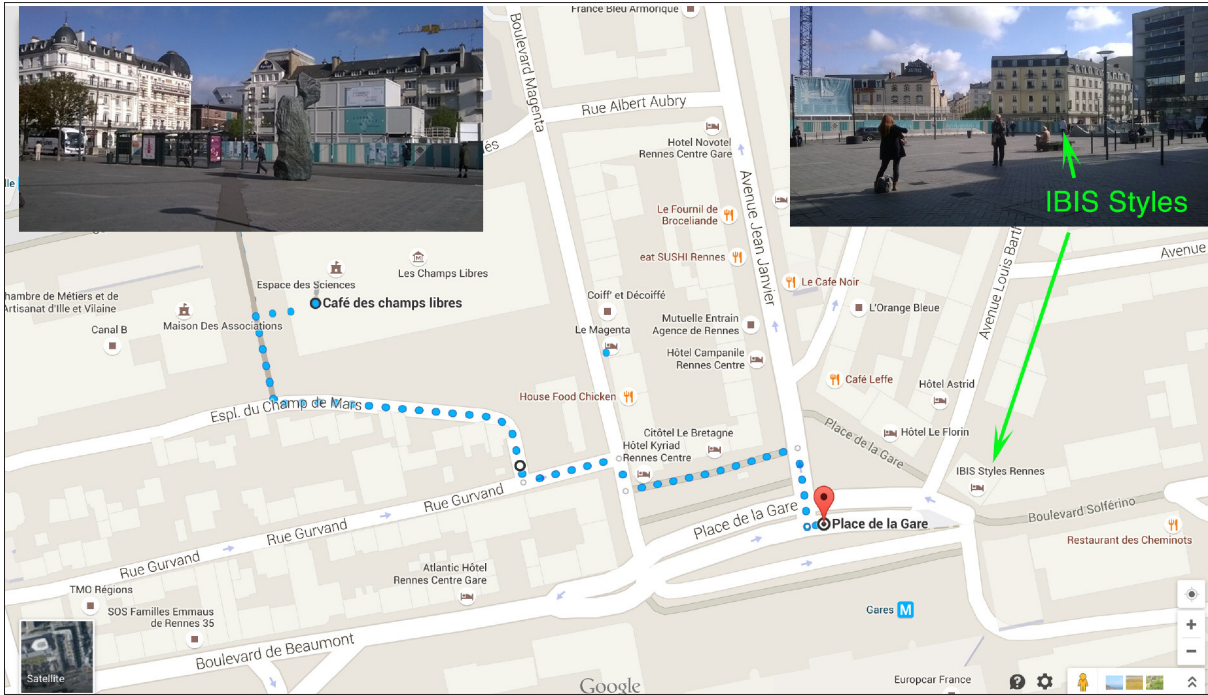 France Bleu Armorique
Boulevard Magenta
Rue Albert Aubry
Hotel Novotel
Rennes Centre Gare
IBIS Styles
Avenue Jean Janvier
Le Fournil de
Broceliande
Avenue Louis Barth
Avenue
eat SUSHI Rennes
Les Champs Libres
Espace des Sciences
Le Cafe Noir
Chambre de Métiers et de
Artisanat d'Ille et Vilaine
Café des champs libres
Coiff' et Décoiffé
L'Orange Bleue
Maison Des Associations
Canal B
Le Magenta
Mutuelle Entrain
Agence de Rennes
Hôtel Campanile
Rennes Centre
Café Leffe
Hôtel Astrid
House Food Chicken
Espl. du Champ de Mars
Citôtel Le Bretagne
Hôtel Kyriad
Rennes Centre
Place de la Gare
Hôtel Le Florin
IBIS Styles Rennes
Rue Gurvand
Rue Gurvand
Rue Gurvand
Place de la Gare
Place de la Gare
Boulevard Solférino
Restaurant des Cheminots
Atlantic Hôtel
Rennes Centre Gare
TMO Régions
SOS Familles Emmaus
de Rennes 35
Gares M
Boulevard de Beaumont
Satellite
Google
Europcar France